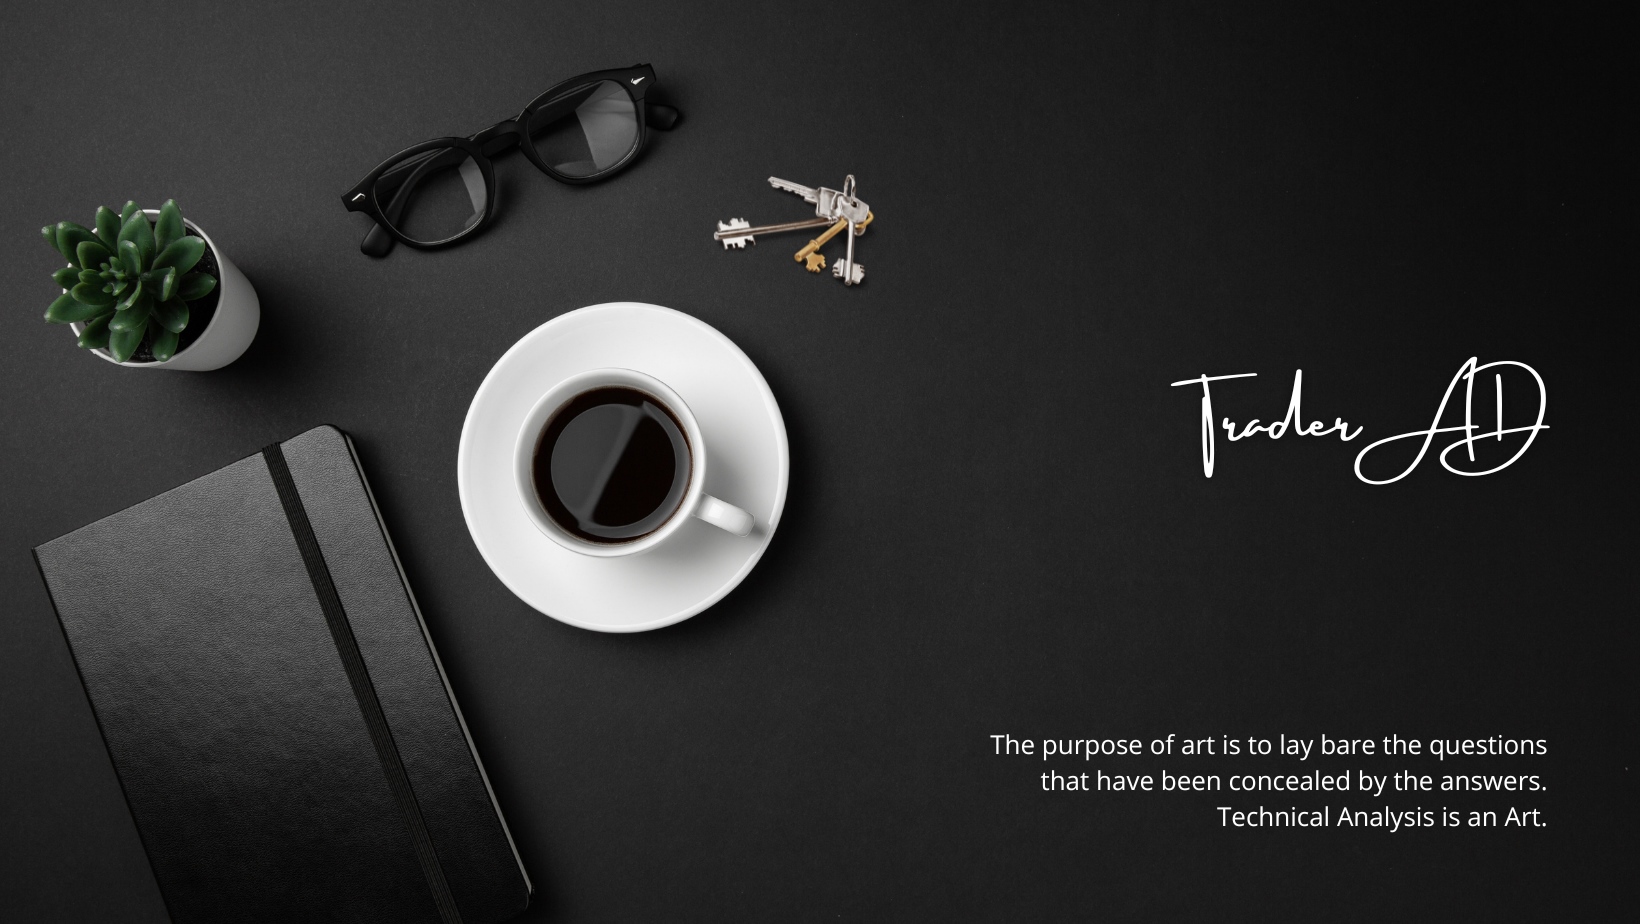 Trader AD
The purpose of art is to lay bare the questions
that have been concealed by the answers.
Technical Analysis is an Art.